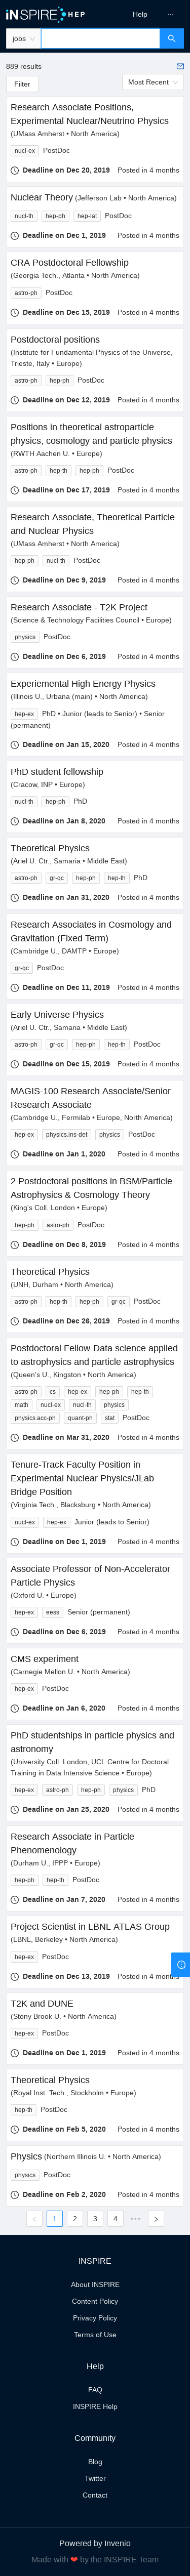 INSPIRE HEP
Help
...
jobs
889 results
Filter
Most Recent
Research Associate Positions,
Experimental Nuclear/Neutrino Physics
(UMass Amherst • North America)
nucl-ex PostDoc
Deadline on Dec 20, 2019 Posted in 4 months
Nuclear Theory (Jefferson Lab • North America)
nucl-th hep-ph hep-lat PostDoc
Deadline on Dec 1, 2019 Posted in 4 months
CRA Postdoctoral Fellowship
(Georgia Tech., Atlanta • North America)
astro-ph PostDoc
Deadline on Dec 15, 2019 Posted in 4 months
Postdoctoral positions
(Institute for Fundamental Physics of the Universe,
Trieste, Italy • Europe)
astro-ph hep-ph PostDoc
Deadline on Dec 12, 2019 Posted in 4 months
Positions in theoretical astroparticle
physics, cosmology and particle physics
(RWTH Aachen U. • Europe)
astro-ph hep-th hep-ph PostDoc
Deadline on Dec 17, 2019 Posted in 4 months
Research Associate, Theoretical Particle
and Nuclear Physics
(UMass Amherst • North America)
hep-ph nucl-th PostDoc
Deadline on Dec 9, 2019 Posted in 4 months
Research Associate - T2K Project
(Science & Technology Facilities Council • Europe)
physics PostDoc
Deadline on Dec 6, 2019 Posted in 4 months
Experiemental High Energy Physics
(Illinois U., Urbana (main) • North America)
hep-ex PhD • Junior (leads to Senior) • Senior
(permanent)
Deadline on Jan 15, 2020 Posted in 4 months
PhD student fellowship
(Cracow, INP • Europe)
nucl-th hep-ph PhD
Deadline on Jan 8, 2020 Posted in 4 months
Theoretical Physics
(Ariel U. Ctr., Samaria • Middle East)
astro-ph gr-qc hep-ph hep-th PhD
Deadline on Jan 31, 2020 Posted in 4 months
Research Associates in Cosmology and
Gravitation (Fixed Term)
(Cambridge U., DAMTP • Europe)
gr-qc PostDoc
Deadline on Dec 11, 2019 Posted in 4 months
Early Universe Physics
(Ariel U. Ctr., Samaria • Middle East)
astro-ph gr-qc hep-ph hep-th PostDoc
Deadline on Dec 15, 2019 Posted in 4 months
MAGIS-100 Research Associate/Senior
Research Associate
(Cambridge U., Fermilab • Europe, North America)
hep-ex physics.ins-det physics PostDoc
Deadline on Jan 1, 2020 Posted in 4 months
2 Postdoctoral positions in BSM/Particle-
Astrophysics & Cosmology Theory
(King's Coll. London • Europe)
hep-ph astro-ph PostDoc
Deadline on Dec 8, 2019 Posted in 4 months
Theoretical Physics
(UNH, Durham • North America)
astro-ph hep-th hep-ph gr-qc PostDoc
Deadline on Dec 26, 2019 Posted in 4 months
Postdoctoral Fellow-Data science applied
to astrophysics and particle astrophysics
(Queen's U., Kingston • North America)
astro-ph cs hep-ex hep-ph hep-th
math nucl-ex nucl-th physics
physics.acc-ph quant-ph stat PostDoc
Deadline on Mar 31, 2020 Posted in 4 months
Tenure-Track Faculty Position in
Experimental Nuclear Physics/JLab
Bridge Position
(Virginia Tech., Blacksburg • North America)
nucl-ex hep-ex Junior (leads to Senior)
Deadline on Dec 1, 2019 Posted in 4 months
Associate Professor of Non-Accelerator
Particle Physics
(Oxford U. • Europe)
hep-ex eess Senior (permanent)
Deadline on Dec 6, 2019 Posted in 4 months
CMS experiment
(Carnegie Mellon U. • North America)
hep-ex PostDoc
Deadline on Jan 6, 2020 Posted in 4 months
PhD studentships in particle physics and
astronomy
(University Coll. London, UCL Centre for Doctoral
Training in Data Intensive Science • Europe)
hep-ex astro-ph hep-ph physics PhD
Deadline on Jan 25, 2020 Posted in 4 months
Research Associate in Particle
Phenomenology
(Durham U., IPPP • Europe)
hep-ph hep-th PostDoc
Deadline on Jan 7, 2020 Posted in 4 months
Project Scientist in LBNL ATLAS Group
(LBNL, Berkeley • North America)
hep-ex PostDoc
Deadline on Dec 13, 2019 Posted in 4 months
T2K and DUNE
(Stony Brook U. • North America)
hep-ex PostDoc
Deadline on Dec 1, 2019 Posted in 4 months
Theoretical Physics
(Royal Inst. Tech., Stockholm • Europe)
hep-th PostDoc
Deadline on Feb 5, 2020 Posted in 4 months
Physics (Northern Illinois U. • North America)
physics PostDoc
Deadline on Feb 2, 2020 Posted in 4 months
< 1 2 3 4 ••• >
INSPIRE
About INSPIRE
Content Policy
Privacy Policy
Terms of Use
Help
FAQ
INSPIRE Help
Community
Blog
Twitter
Contact
Powered by Invenio
Made with ❤ by the INSPIRE Team